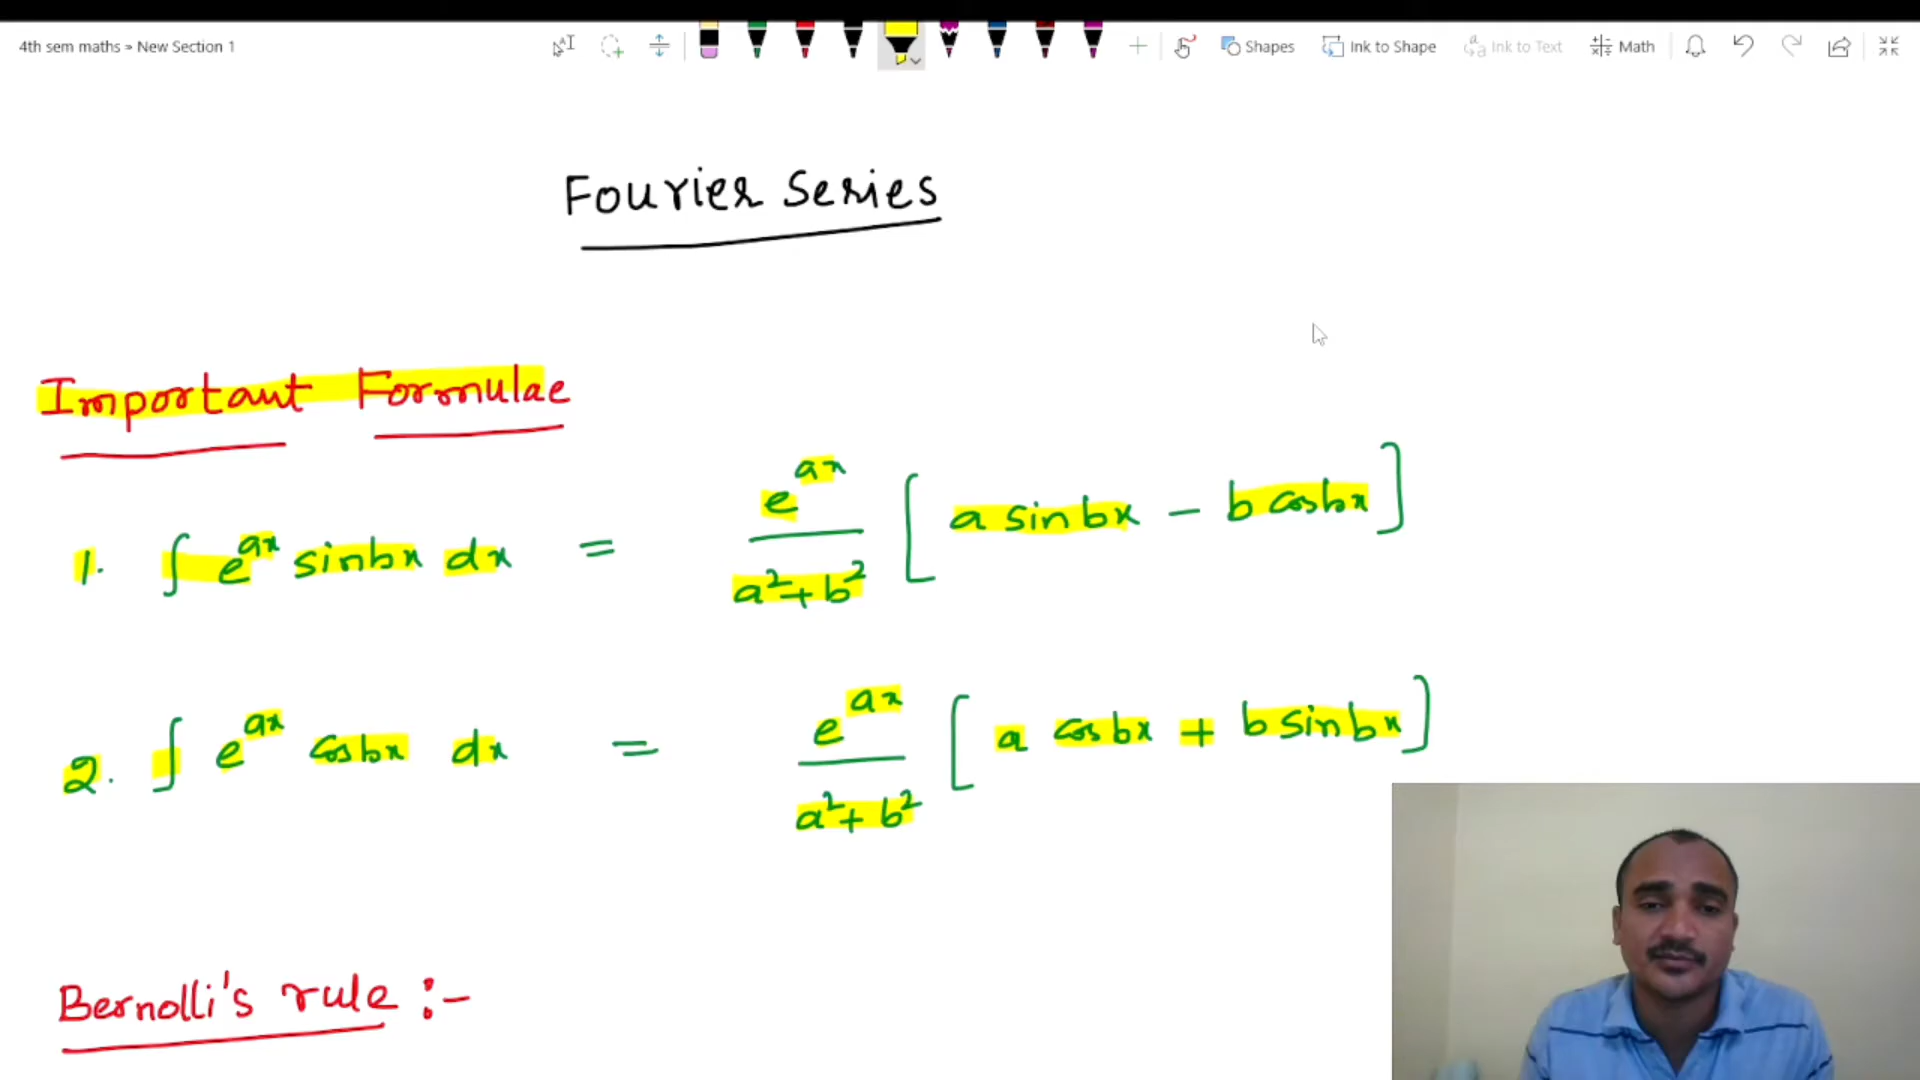 4th sem maths » New Section 1
Shapes Ink to Shape Ink to Text Math
Fourier Series
Important Formulae
1. ∫ e^{ax} sinbx dx = e^{ax}/(a²+b²) [a sinbx − b cosbx]
2. ∫ e^{ax} cosbx dx = e^{ax}/(a²+b²) [a cosbx + b sinbx]
Bernolli's rule :-